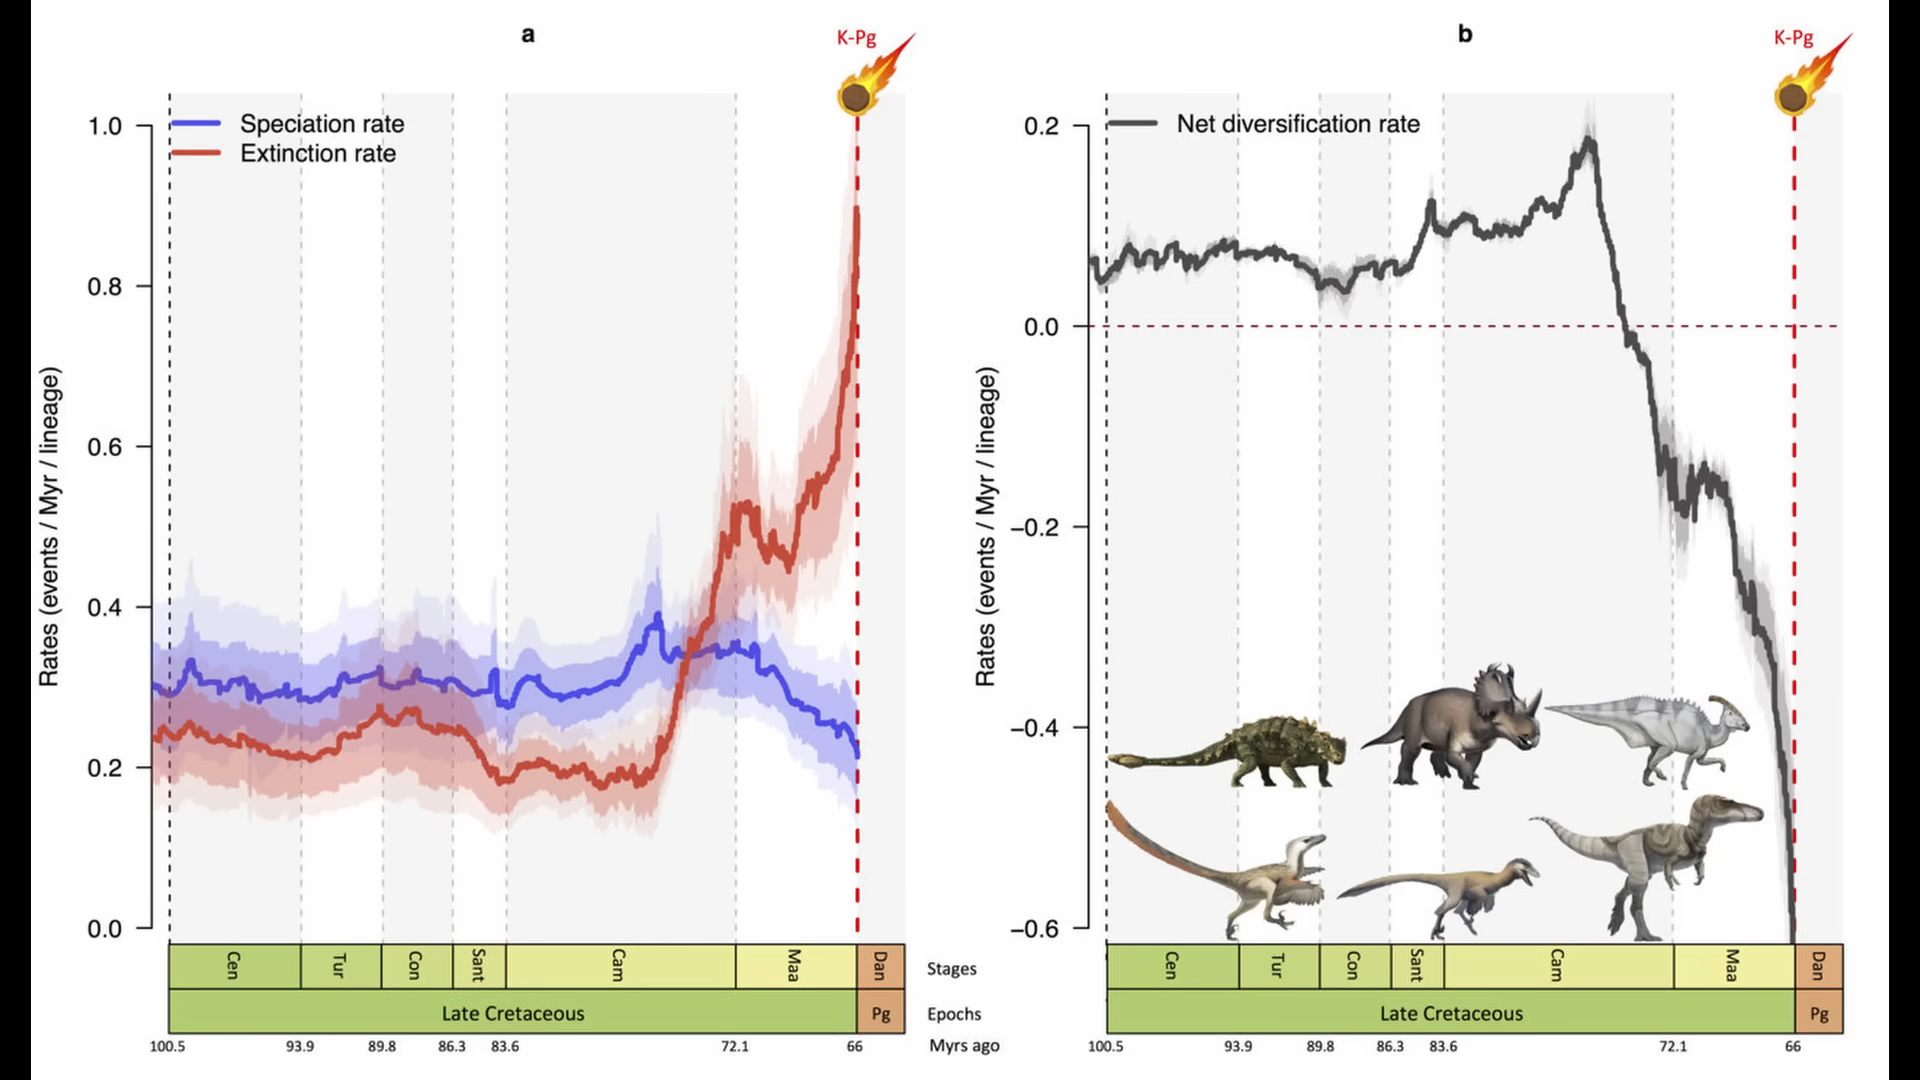 a
K-Pg
Speciation rate
Extinction rate
1.0
0.8
0.6
0.4
0.2
0.0
Rates (events / Myr / lineage)
Cen Tur Con Sant Cam Maa Dan Stages
Late Cretaceous Pg Epochs
100.5 93.9 89.8 86.3 83.6 72.1 66 Myrs ago
b
K-Pg
Net diversification rate
0.2
0.0
−0.2
−0.4
−0.6
Rates (events / Myr / lineage)
Cen Tur Con Sant Cam Maa Dan
Late Cretaceous Pg
100.5 93.9 89.8 86.3 83.6 72.1 66